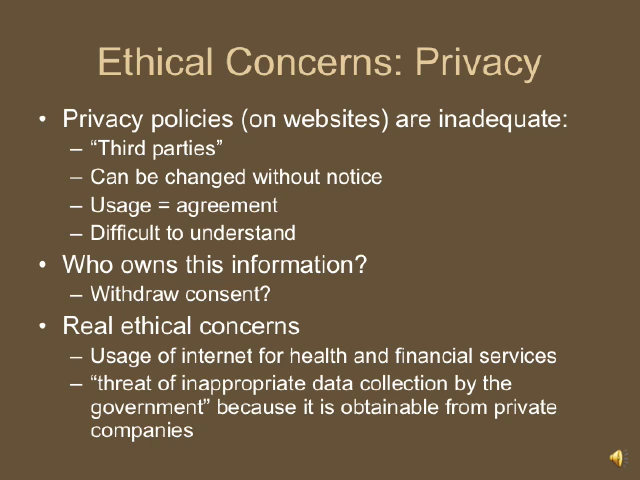 Ethical Concerns: Privacy
• Privacy policies (on websites) are inadequate:
– “Third parties”
– Can be changed without notice
– Usage = agreement
– Difficult to understand
• Who owns this information?
– Withdraw consent?
• Real ethical concerns
– Usage of internet for health and financial services
– “threat of inappropriate data collection by the
government” because it is obtainable from private
companies